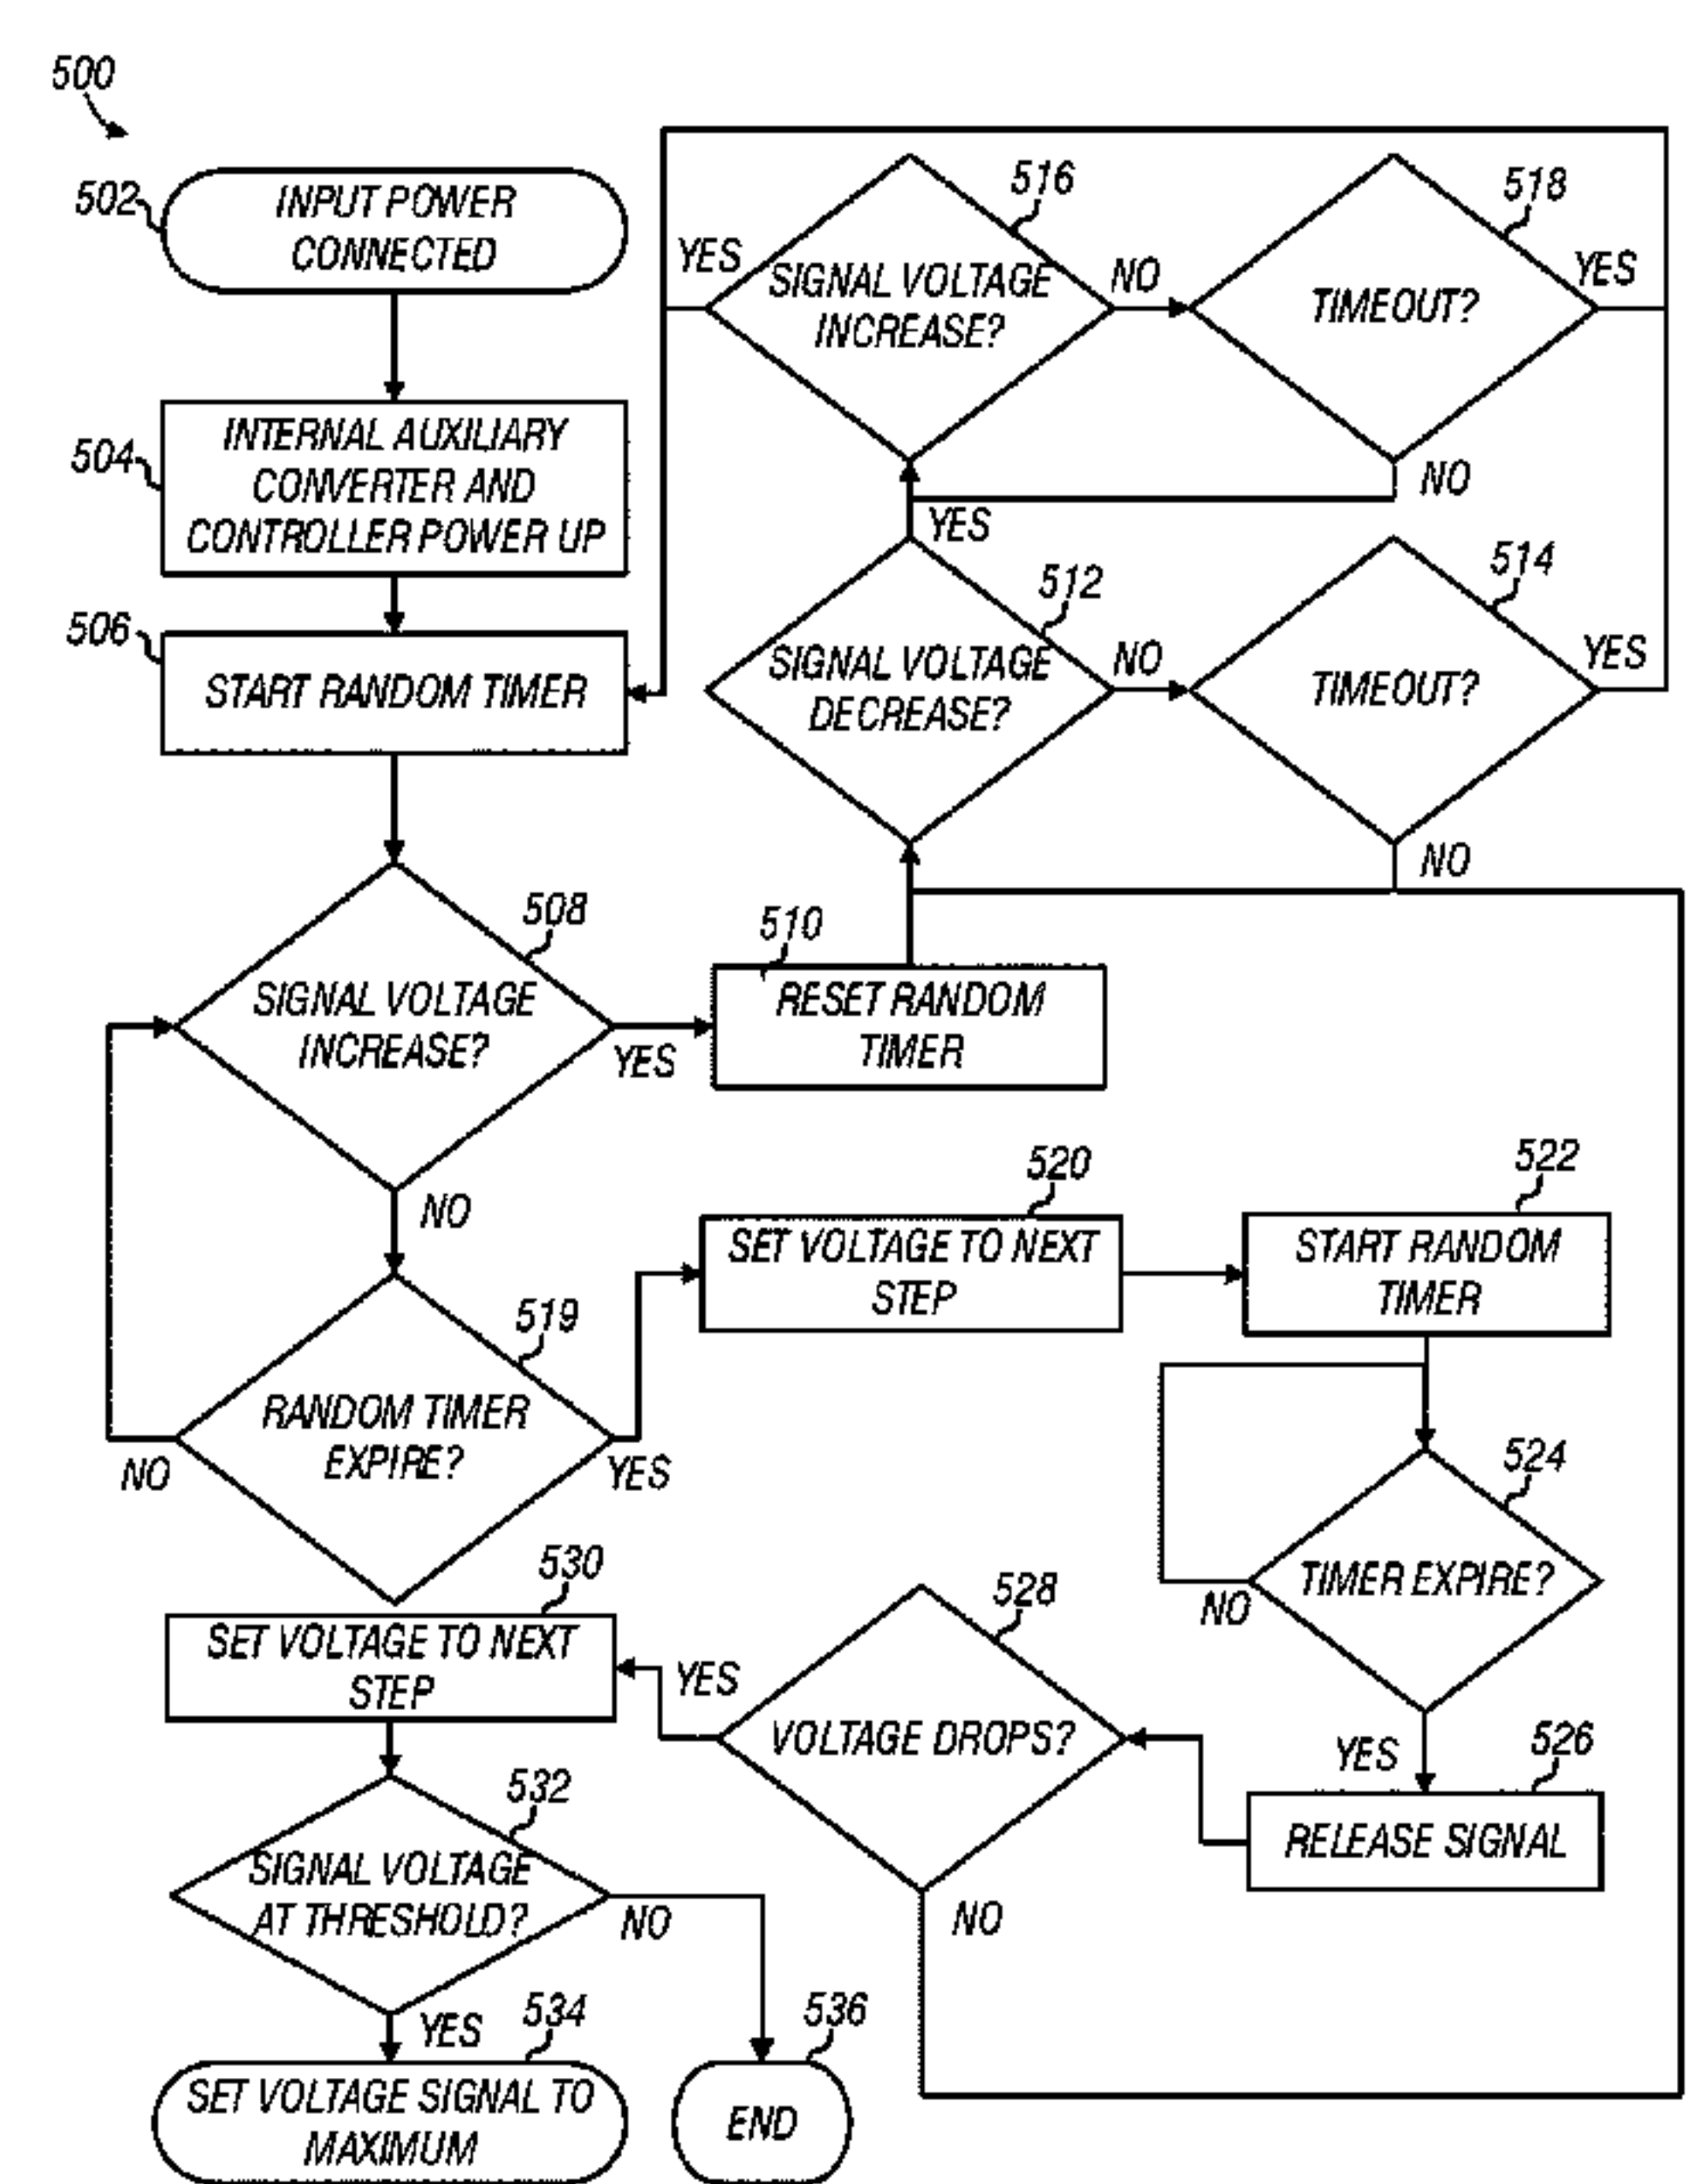 500
502
INPUT POWER
CONNECTED
504
INTERNAL AUXILIARY
CONVERTER AND
CONTROLLER POWER UP
506
START RANDOM TIMER
516
YES
SIGNAL VOLTAGE
INCREASE?
NO
518
TIMEOUT?
YES
NO
YES
512
SIGNAL VOLTAGE
DECREASE?
NO
514
TIMEOUT?
YES
NO
508
SIGNAL VOLTAGE
INCREASE?
YES
NO
510
RESET RANDOM
TIMER
519
RANDOM TIMER
EXPIRE?
NO
YES
520
SET VOLTAGE TO NEXT
STEP
522
START RANDOM
TIMER
524
TIMER EXPIRE?
NO
YES
526
RELEASE SIGNAL
528
VOLTAGE DROPS?
YES
NO
530
SET VOLTAGE TO NEXT
STEP
532
SIGNAL VOLTAGE
AT THRESHOLD?
NO
YES
534
SET VOLTAGE SIGNAL TO
MAXIMUM
536
END